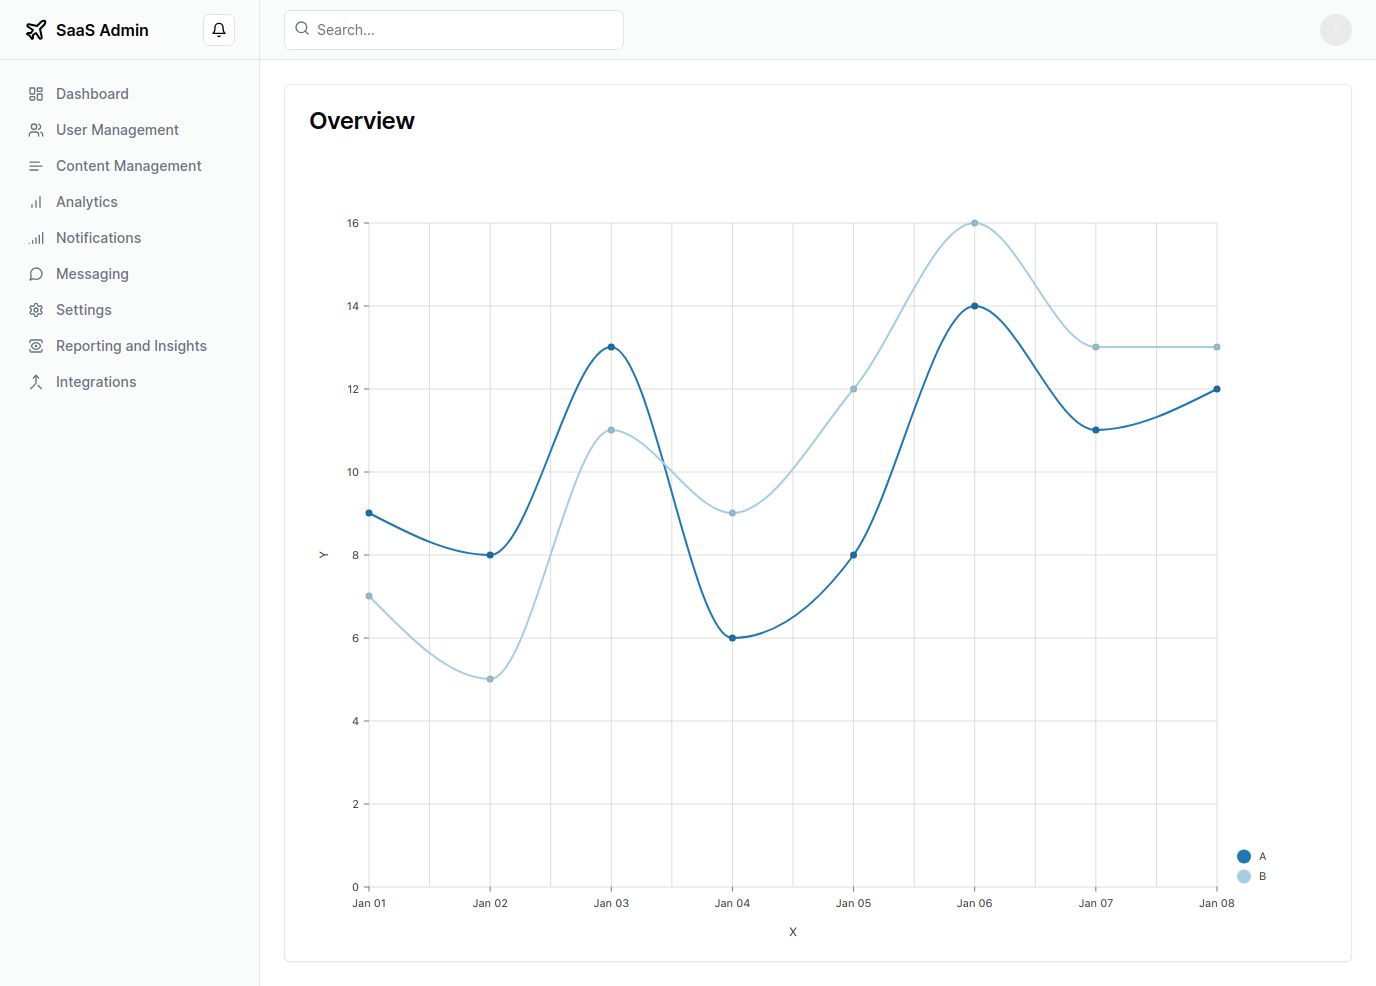 SaaS Admin
Search...
Dashboard
User Management
Content Management
Analytics
Notifications
Messaging
Settings
Reporting and Insights
Integrations
Overview
16
14
12
10
8
6
4
2
0
Y
Jan 01 Jan 02 Jan 03 Jan 04 Jan 05 Jan 06 Jan 07 Jan 08
X
A
B